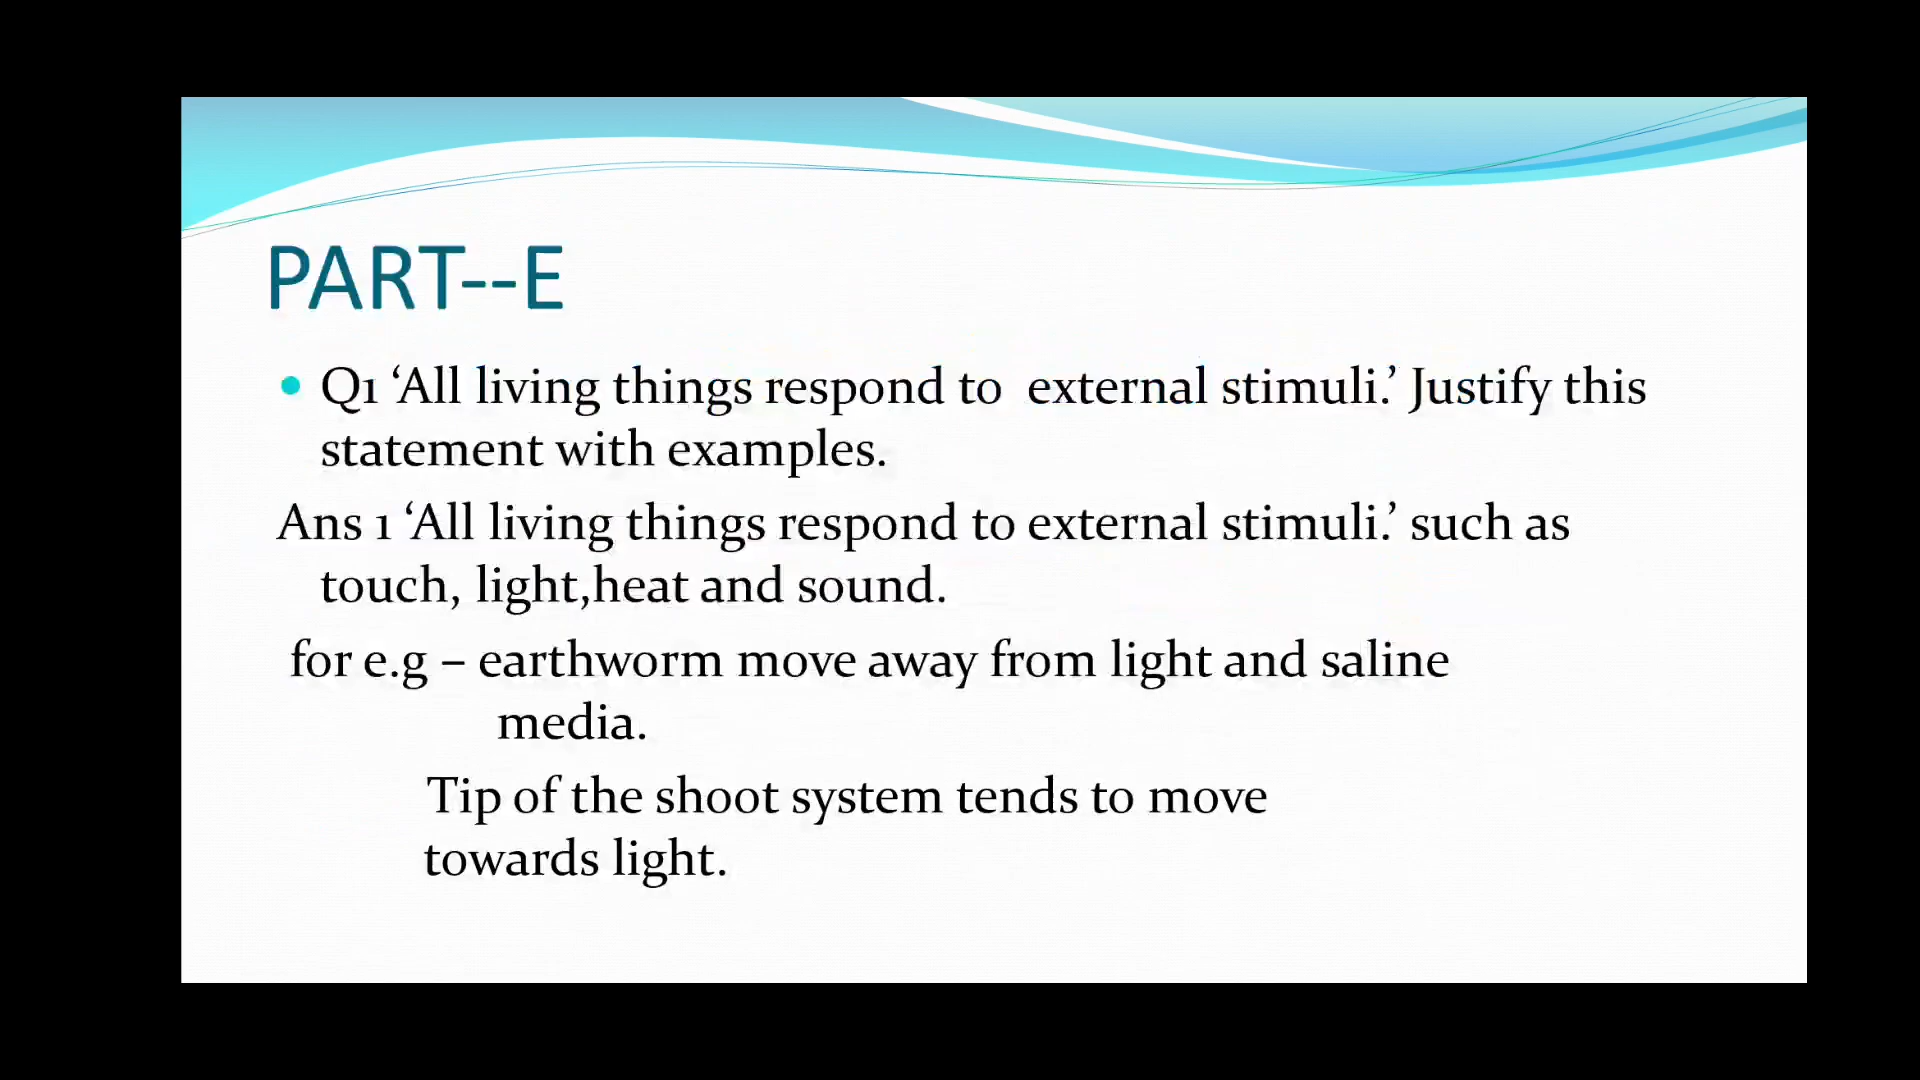 PART--E
• Q1 ‘All living things respond to  external stimuli.’ Justify this
statement with examples.
Ans 1 ‘All living things respond to external stimuli.’ such as
touch, light,heat and sound.
for e.g – earthworm move away from light and saline
media.
Tip of the shoot system tends to move
towards light.